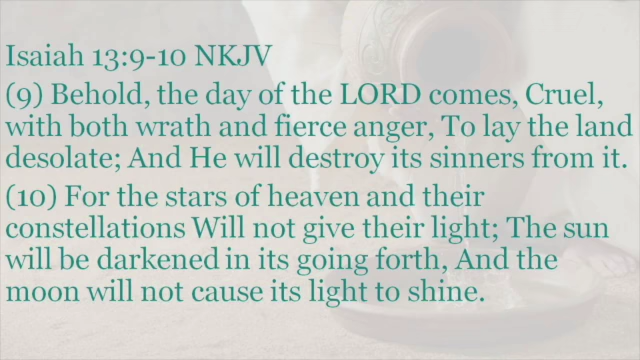 Isaiah 13:9-10 NKJV
(9) Behold, the day of the LORD comes, Cruel,
with both wrath and fierce anger, To lay the land
desolate; And He will destroy its sinners from it.
(10) For the stars of heaven and their
constellations Will not give their light; The sun
will be darkened in its going forth, And the
moon will not cause its light to shine.